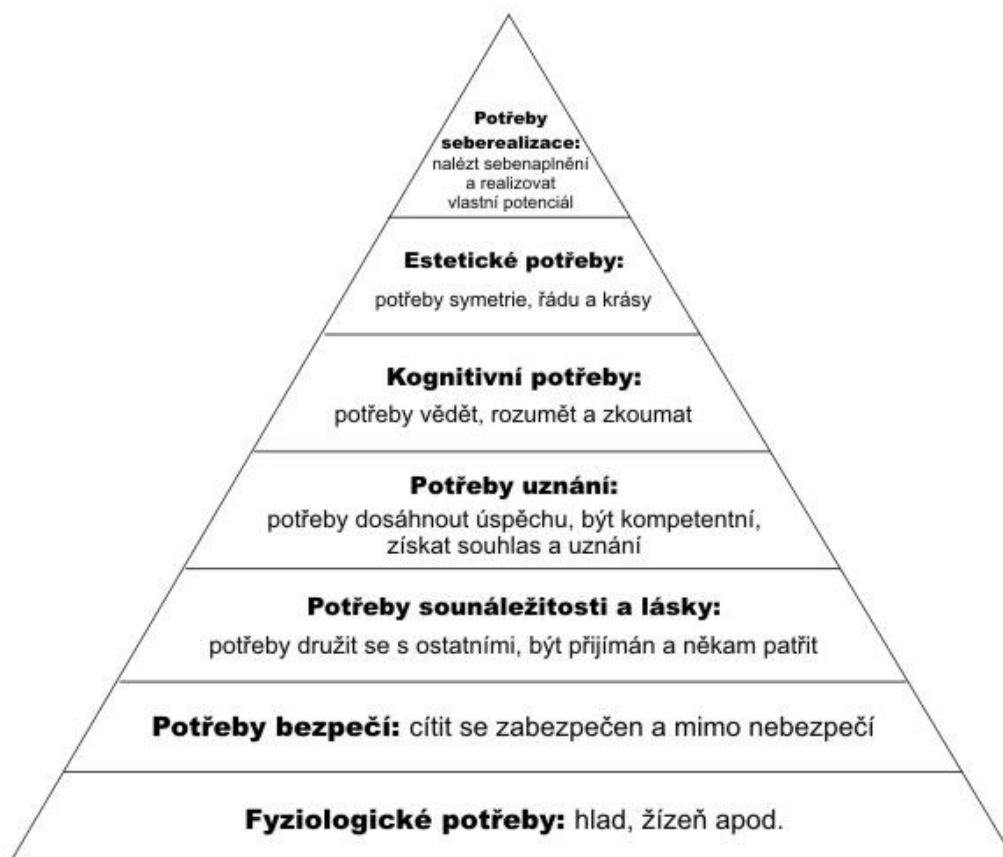 Potřeby
seberealizace:
nalézt sebenaplnění
a realizovat
vlastní potenciál
Estetické potřeby:
potřeby symetrie, řádu a krásy
Kognitivní potřeby:
potřeby vědět, rozumět a zkoumat
Potřeby uznání:
potřeby dosáhnout úspěchu, být kompetentní,
získat souhlas a uznání
Potřeby sounáležitosti a lásky:
potřeby družit se s ostatními, být přijímán a někam patřit
Potřeby bezpečí: cítit se zabezpečen a mimo nebezpečí
Fyziologické potřeby: hlad, žízeň apod.